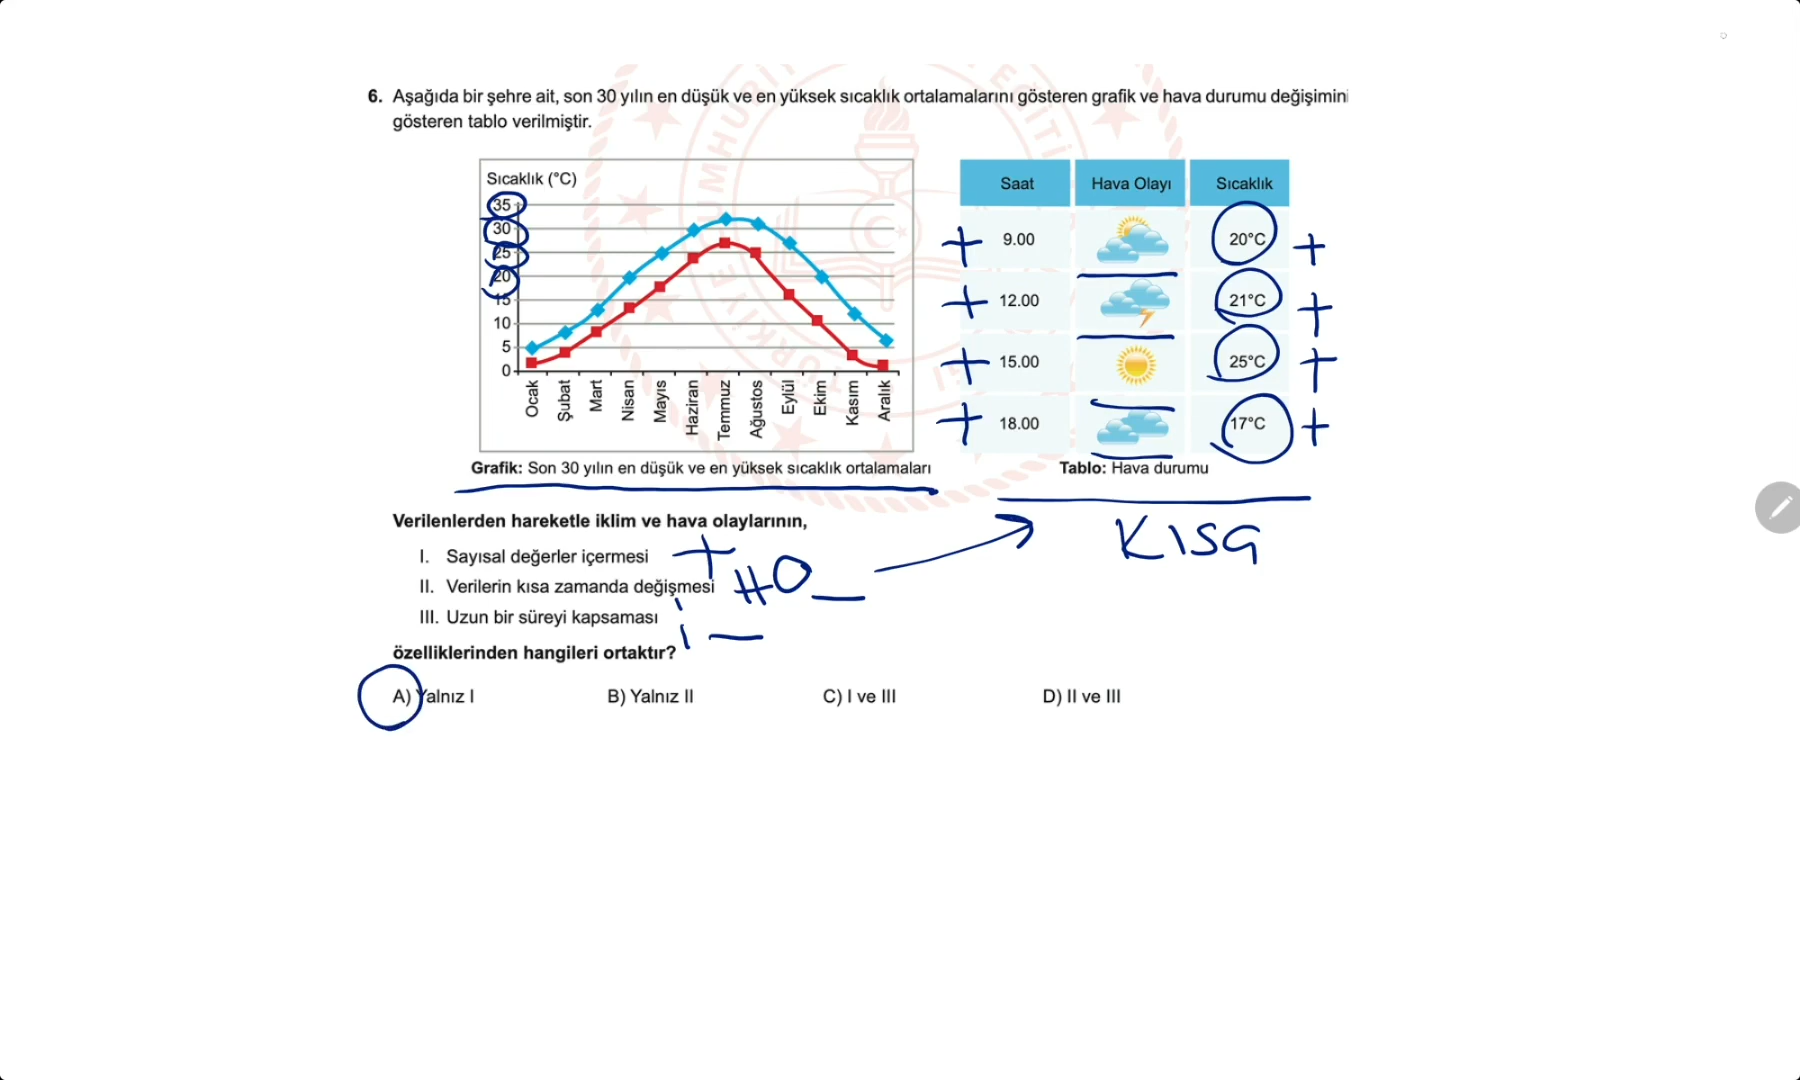 6. Aşağıda bir şehre ait, son 30 yılın en düşük ve en yüksek sıcaklık ortalamalarını gösteren grafik ve hava durumu değişimini
gösteren tablo verilmiştir.
Sıcaklık (°C)
35
30
25
20
15
10
5
0
Ocak
Şubat
Mart
Nisan
Mayıs
Haziran
Temmuz
Ağustos
Eylül
Ekim
Kasım
Aralık
Grafik: Son 30 yılın en düşük ve en yüksek sıcaklık ortalamaları
Saat Hava Olayı Sıcaklık
+ 9.00 20°C +
+ 12.00 21°C +
+ 15.00 25°C +
+ 18.00 17°C +
Tablo: Hava durumu
KISA
Verilenlerden hareketle iklim ve hava olaylarının,
I. Sayısal değerler içermesi +
II. Verilerin kısa zamanda değişmesi HO –
III. Uzun bir süreyi kapsaması i –
özelliklerinden hangileri ortaktır?
A) Yalnız I B) Yalnız II C) I ve III D) II ve III